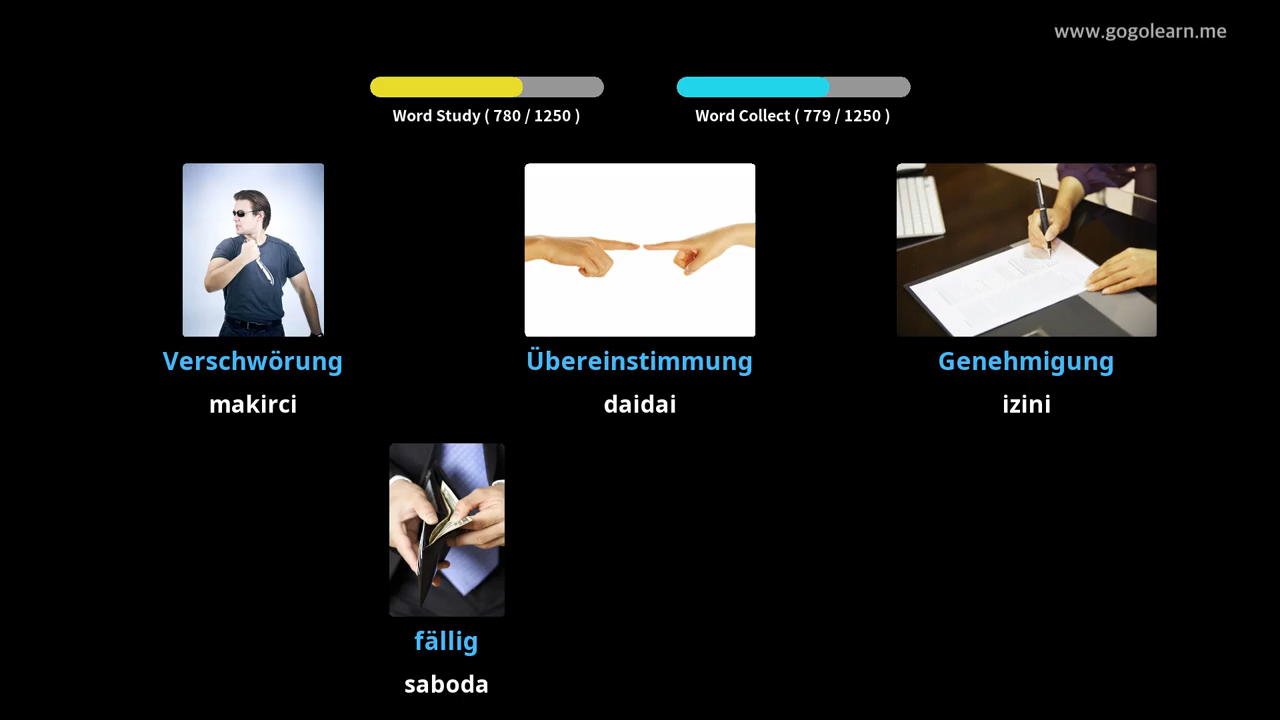 www.gogolearn.me
Word Study ( 780 / 1250 )
Word Collect ( 779 / 1250 )
Verschwörung
makirci
Übereinstimmung
daidai
Genehmigung
izini
fällig
saboda